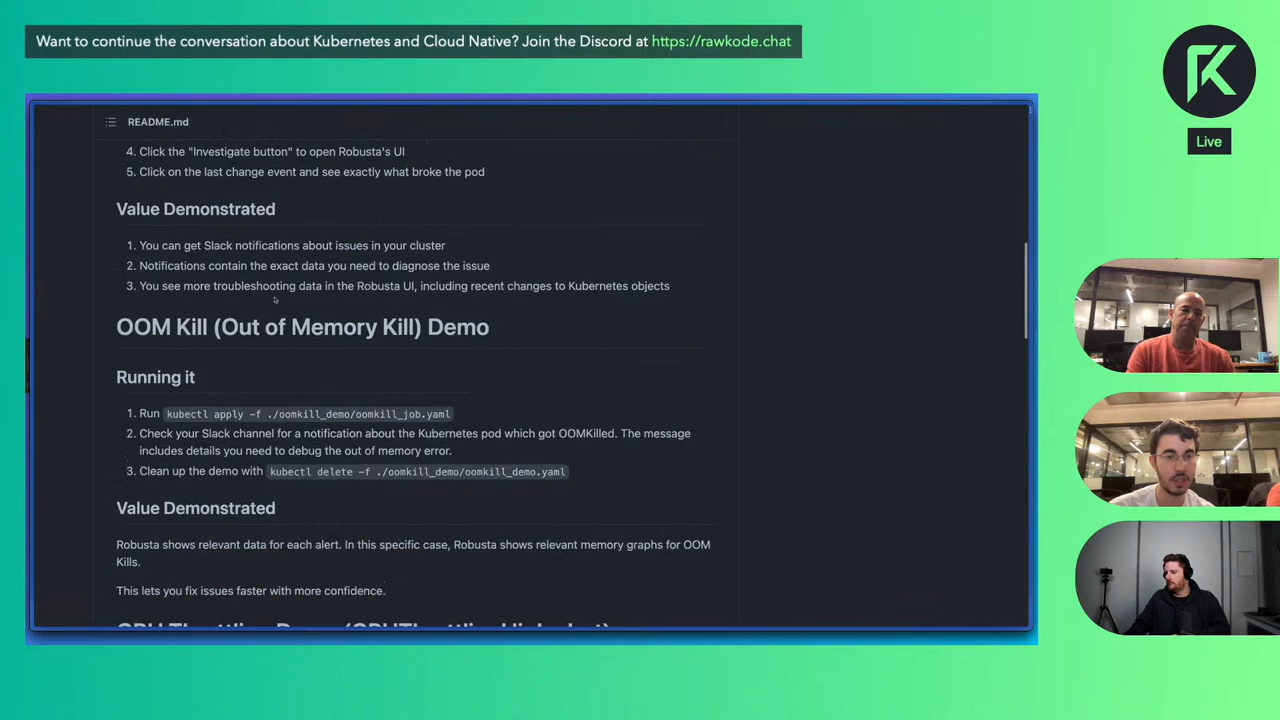 Want to continue the conversation about Kubernetes and Cloud Native? Join the Discord at https://rawkode.chat
Live
README.md
4. Click the "Investigate button" to open Robusta's UI
5. Click on the last change event and see exactly what broke the pod
Value Demonstrated
1. You can get Slack notifications about issues in your cluster
2. Notifications contain the exact data you need to diagnose the issue
3. You see more troubleshooting data in the Robusta UI, including recent changes to Kubernetes objects
OOM Kill (Out of Memory Kill) Demo
Running it
1. Run kubectl apply -f ./oomkill_demo/oomkill_job.yaml
2. Check your Slack channel for a notification about the Kubernetes pod which got OOMKilled. The message
includes details you need to debug the out of memory error.
3. Clean up the demo with kubectl delete -f ./oomkill_demo/oomkill_demo.yaml
Value Demonstrated
Robusta shows relevant data for each alert. In this specific case, Robusta shows relevant memory graphs for OOM
Kills.
This lets you fix issues faster with more confidence.